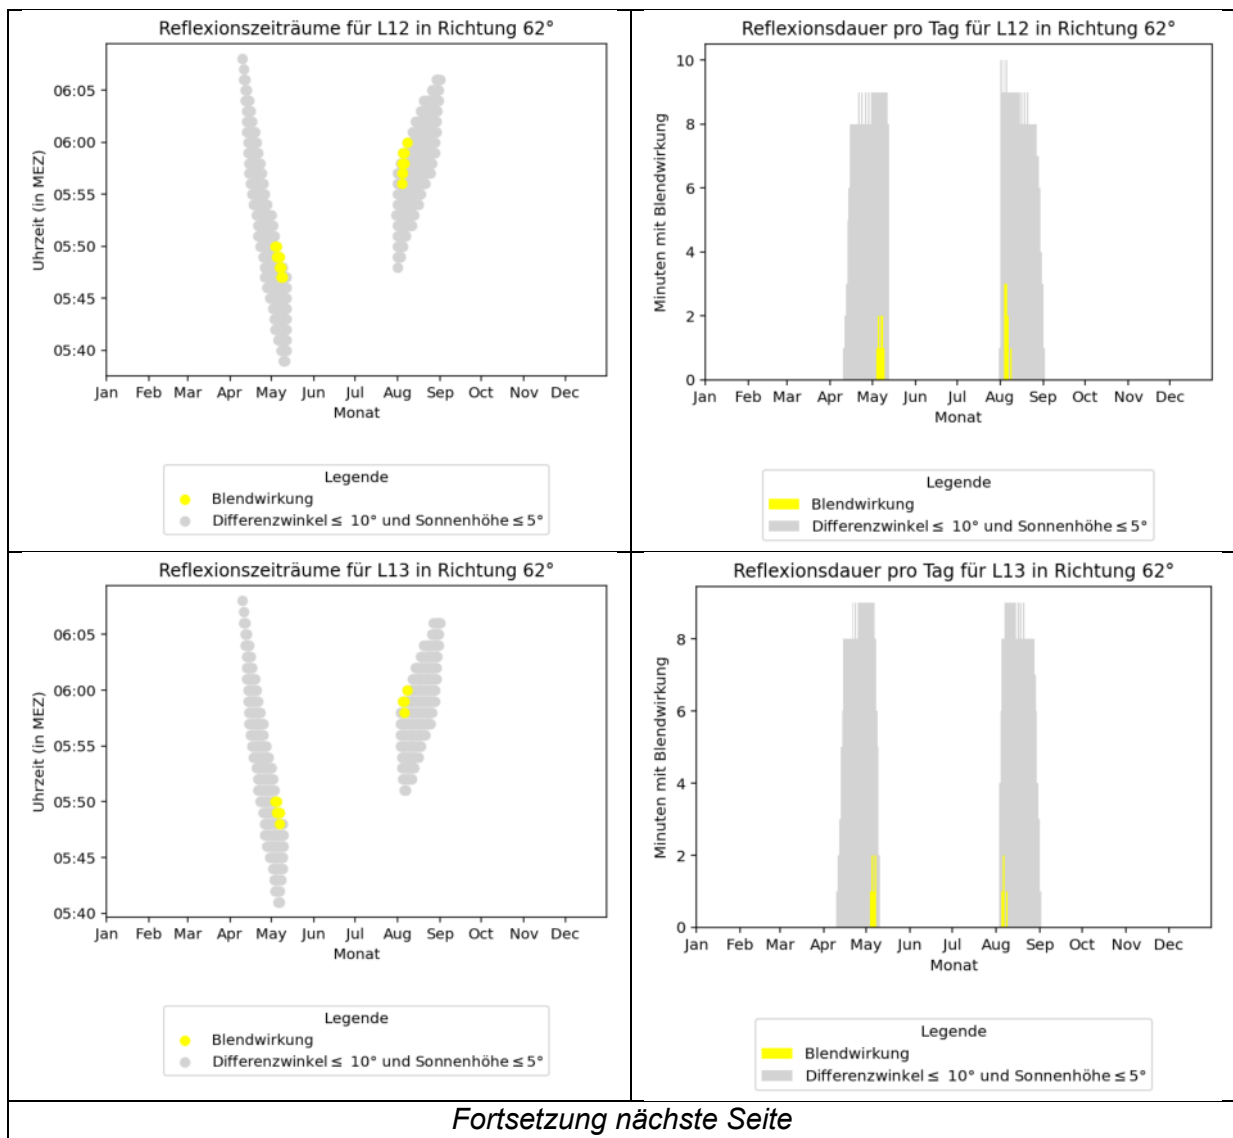 Reflexionszeiträume für L12 in Richtung 62°
Uhrzeit (in MEZ)
06:05
06:00
05:55
05:50
05:45
05:40
Jan Feb Mar Apr May Jun Jul Aug Sep Oct Nov Dec
Monat
Legende
Blendwirkung
Differenzwinkel ≤ 10° und Sonnenhöhe ≤ 5°
Reflexionsdauer pro Tag für L12 in Richtung 62°
Minuten mit Blendwirkung
10
8
6
4
2
0
Jan Feb Mar Apr May Jun Jul Aug Sep Oct Nov Dec
Monat
Legende
Blendwirkung
Differenzwinkel ≤ 10° und Sonnenhöhe ≤ 5°
Reflexionszeiträume für L13 in Richtung 62°
Uhrzeit (in MEZ)
06:05
06:00
05:55
05:50
05:45
05:40
Jan Feb Mar Apr May Jun Jul Aug Sep Oct Nov Dec
Monat
Legende
Blendwirkung
Differenzwinkel ≤ 10° und Sonnenhöhe ≤ 5°
Reflexionsdauer pro Tag für L13 in Richtung 62°
Minuten mit Blendwirkung
8
6
4
2
0
Jan Feb Mar Apr May Jun Jul Aug Sep Oct Nov Dec
Monat
Legende
Blendwirkung
Differenzwinkel ≤ 10° und Sonnenhöhe ≤ 5°
Fortsetzung nächste Seite